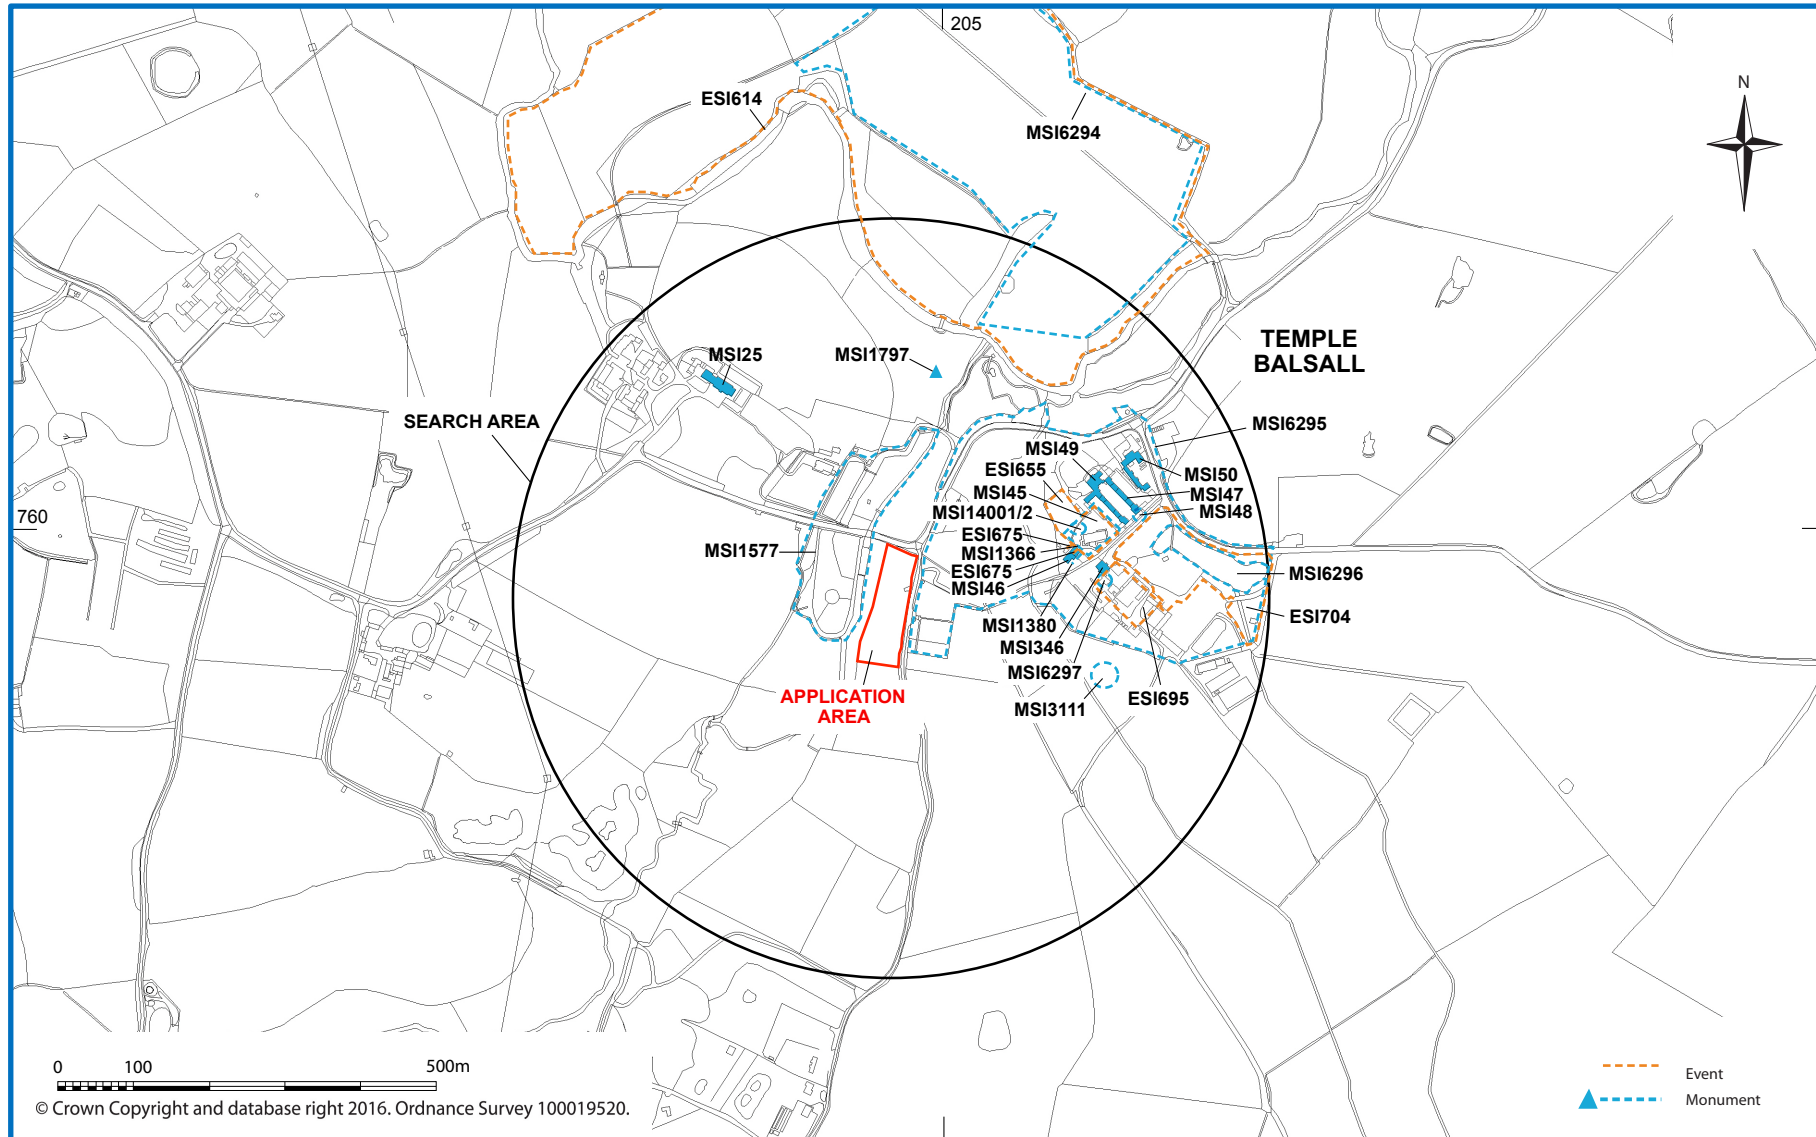 205
N
ESI614
MSI6294
TEMPLE
BALSALL
MSI25
MSI1797
SEARCH AREA
MSI6295
MSI49
ESI655
MSI50
MSI45
MSI47
MSI14001/2
MSI48
760
ESI675
MSI1577
MSI1366
ESI675
MSI6296
MSI46
ESI704
MSI1380
MSI346
MSI6297
ESI695
MSI3111
APPLICATION
AREA
0 100 500m
© Crown Copyright and database right 2016. Ordnance Survey 100019520.
Event
Monument